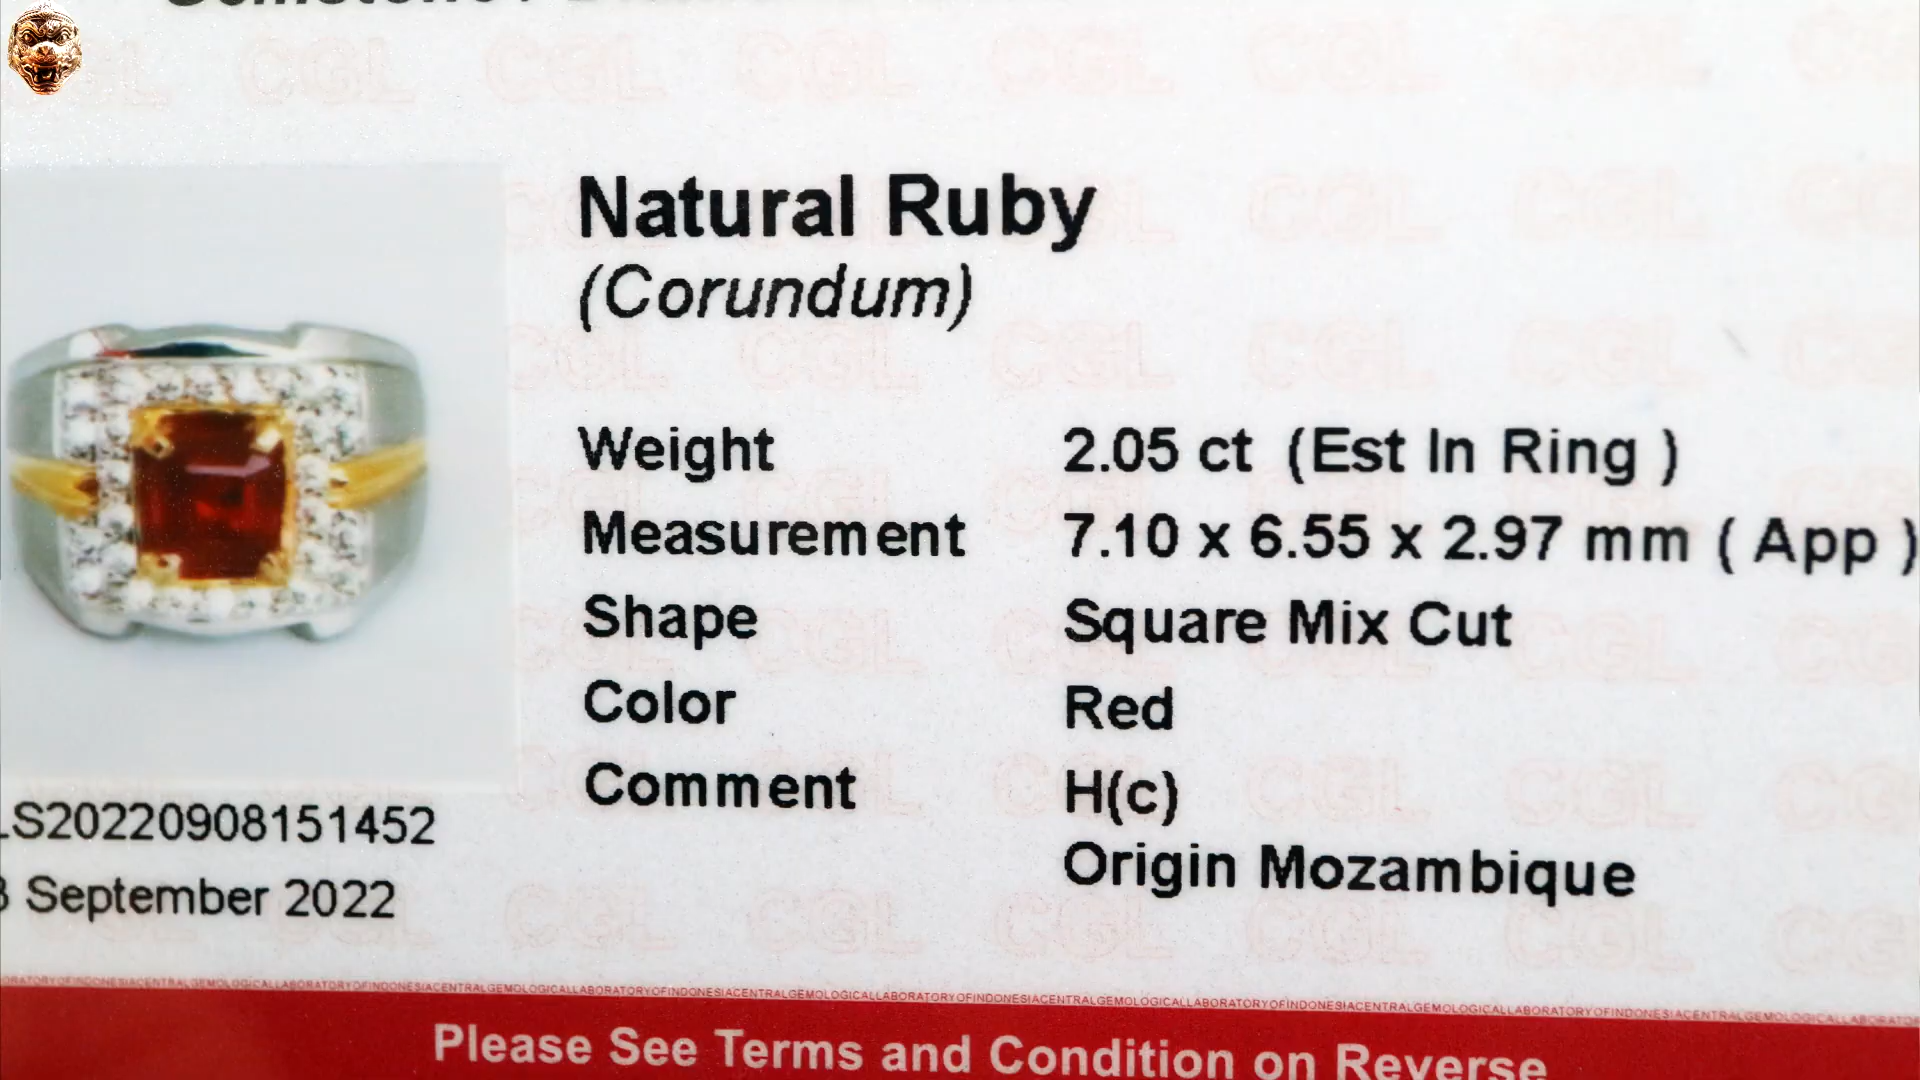 Natural Ruby
(Corundum)
Weight 2.05 ct (Est In Ring )
Measurement 7.10 x 6.55 x 2.97 mm ( App )
Shape Square Mix Cut
Color Red
Comment H(c)
Origin Mozambique
LS20220908151452
September 2022
LABORATORYOFINDONESIACENTRALGEMOLOGICALLABORATORYOFINDONESIACENTRALGEMOLOGICALLABORATORYOFINDONESIACENTRALGEMOLOGICALLABORATORYOFINDONESIACENTRALGEMOLOGICALLABORATORYOFINDONESIACENTRALGEMOLOGICALLABORATORYOFINDONESIACENTRALGEMOLOGICALLABORATO
Please See Terms and Condition on Reverse